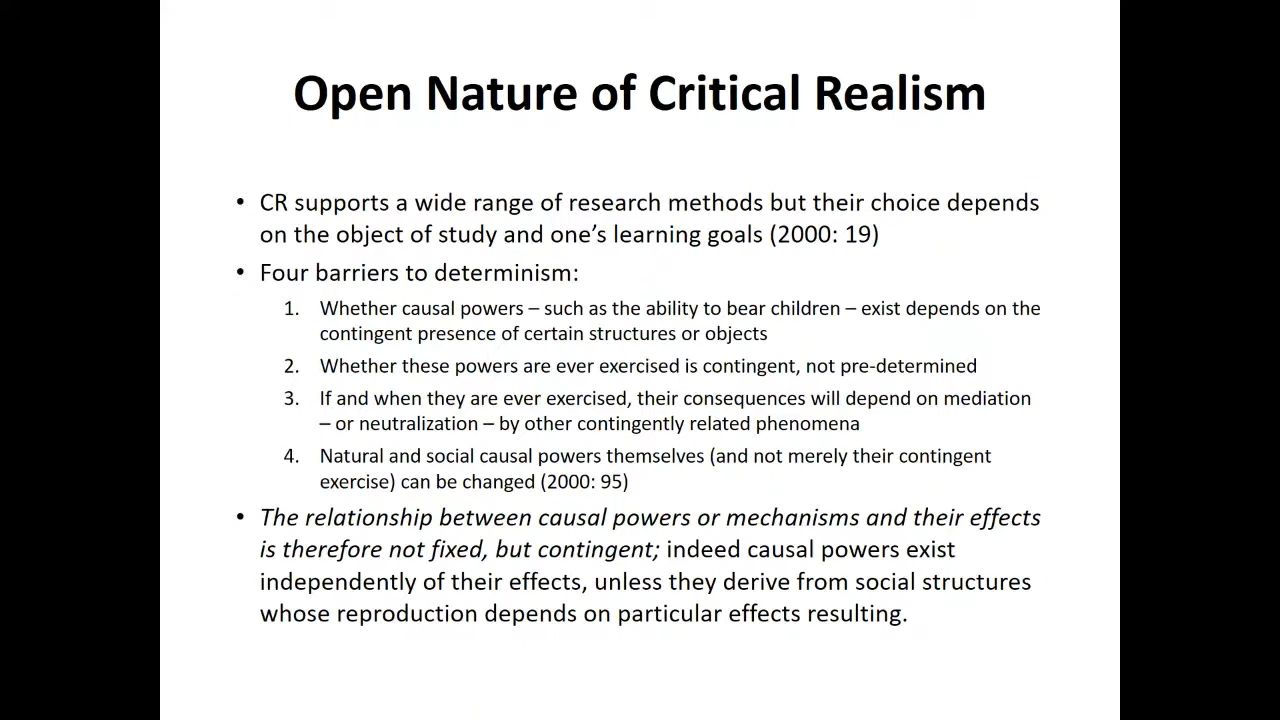 Open Nature of Critical Realism
• CR supports a wide range of research methods but their choice depends
on the object of study and one’s learning goals (2000: 19)
• Four barriers to determinism:
1. Whether causal powers – such as the ability to bear children – exist depends on the
contingent presence of certain structures or objects
2. Whether these powers are ever exercised is contingent, not pre-determined
3. If and when they are ever exercised, their consequences will depend on mediation
– or neutralization – by other contingently related phenomena
4. Natural and social causal powers themselves (and not merely their contingent
exercise) can be changed (2000: 95)
• The relationship between causal powers or mechanisms and their effects
is therefore not fixed, but contingent; indeed causal powers exist
independently of their effects, unless they derive from social structures
whose reproduction depends on particular effects resulting.